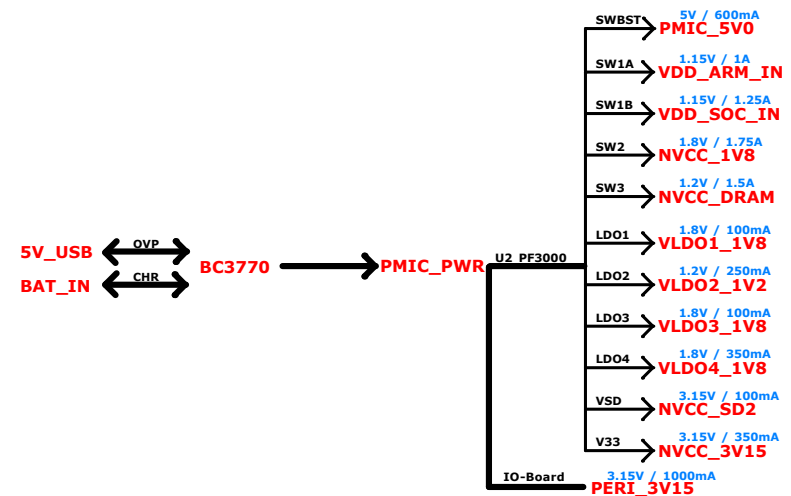 5V / 600mA
SWBST
PMIC_5V0
1.15V / 1A
SW1A
VDD_ARM_IN
1.15V / 1.25A
SW1B
VDD_SOC_IN
1.8V / 1.75A
SW2
NVCC_1V8
1.2V / 1.5A
SW3
NVCC_DRAM
1.8V / 100mA
LDO1
VLDO1_1V8
5V_USB
OVP
BAT_IN
CHR
BC3770
PMIC_PWR
U2_PF3000
1.2V / 250mA
LDO2
VLDO2_1V2
1.8V / 100mA
LDO3
VLDO3_1V8
1.8V / 350mA
LDO4
VLDO4_1V8
3.15V / 100mA
VSD
NVCC_SD2
3.15V / 350mA
V33
NVCC_3V15
IO-Board
3.15V / 1000mA
PERI_3V15